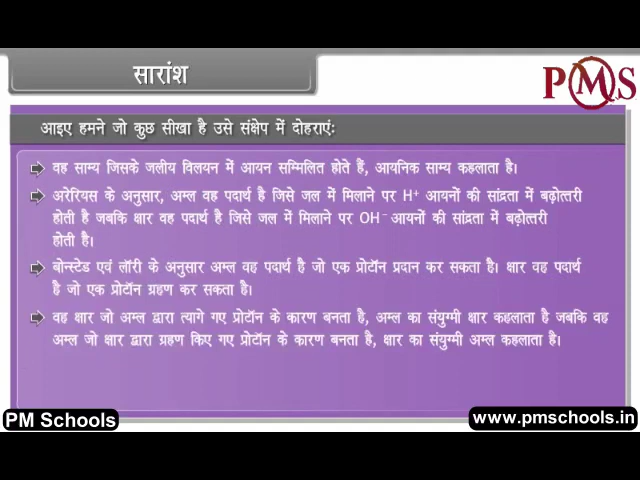 सारांश
PMS
आइए हमने जो कुछ सीखा है उसे संक्षेप में दोहराएं:
वह साम्य जिसके जलीय विलयन में आयन सम्मिलित होते हैं, आयनिक साम्य कहलाता है।
अरेरियस के अनुसार, अम्ल वह पदार्थ है जिसे जल में मिलाने पर H⁺ आयनों की सांद्रता में बढ़ोत्तरी
होती है जबकि क्षार वह पदार्थ है जिसे जल में मिलाने पर OH⁻ आयनों की सांद्रता में बढ़ोत्तरी
होती है।
बोन्स्टेड एवं लॉरी के अनुसार अम्ल वह पदार्थ है जो एक प्रोटॉन प्रदान कर सकता है। क्षार वह पदार्थ
है जो एक प्रोटॉन ग्रहण कर सकता है।
वह क्षार जो अम्ल द्वारा त्यागे गए प्रोटॉन के कारण बनता है, अम्ल का संयुग्मी क्षार कहलाता है जबकि वह
अम्ल जो क्षार द्वारा ग्रहण किए गए प्रोटॉन के कारण बनता है, क्षार का संयुग्मी अम्ल कहलाता है।
PM Schools
www.pmschools.in